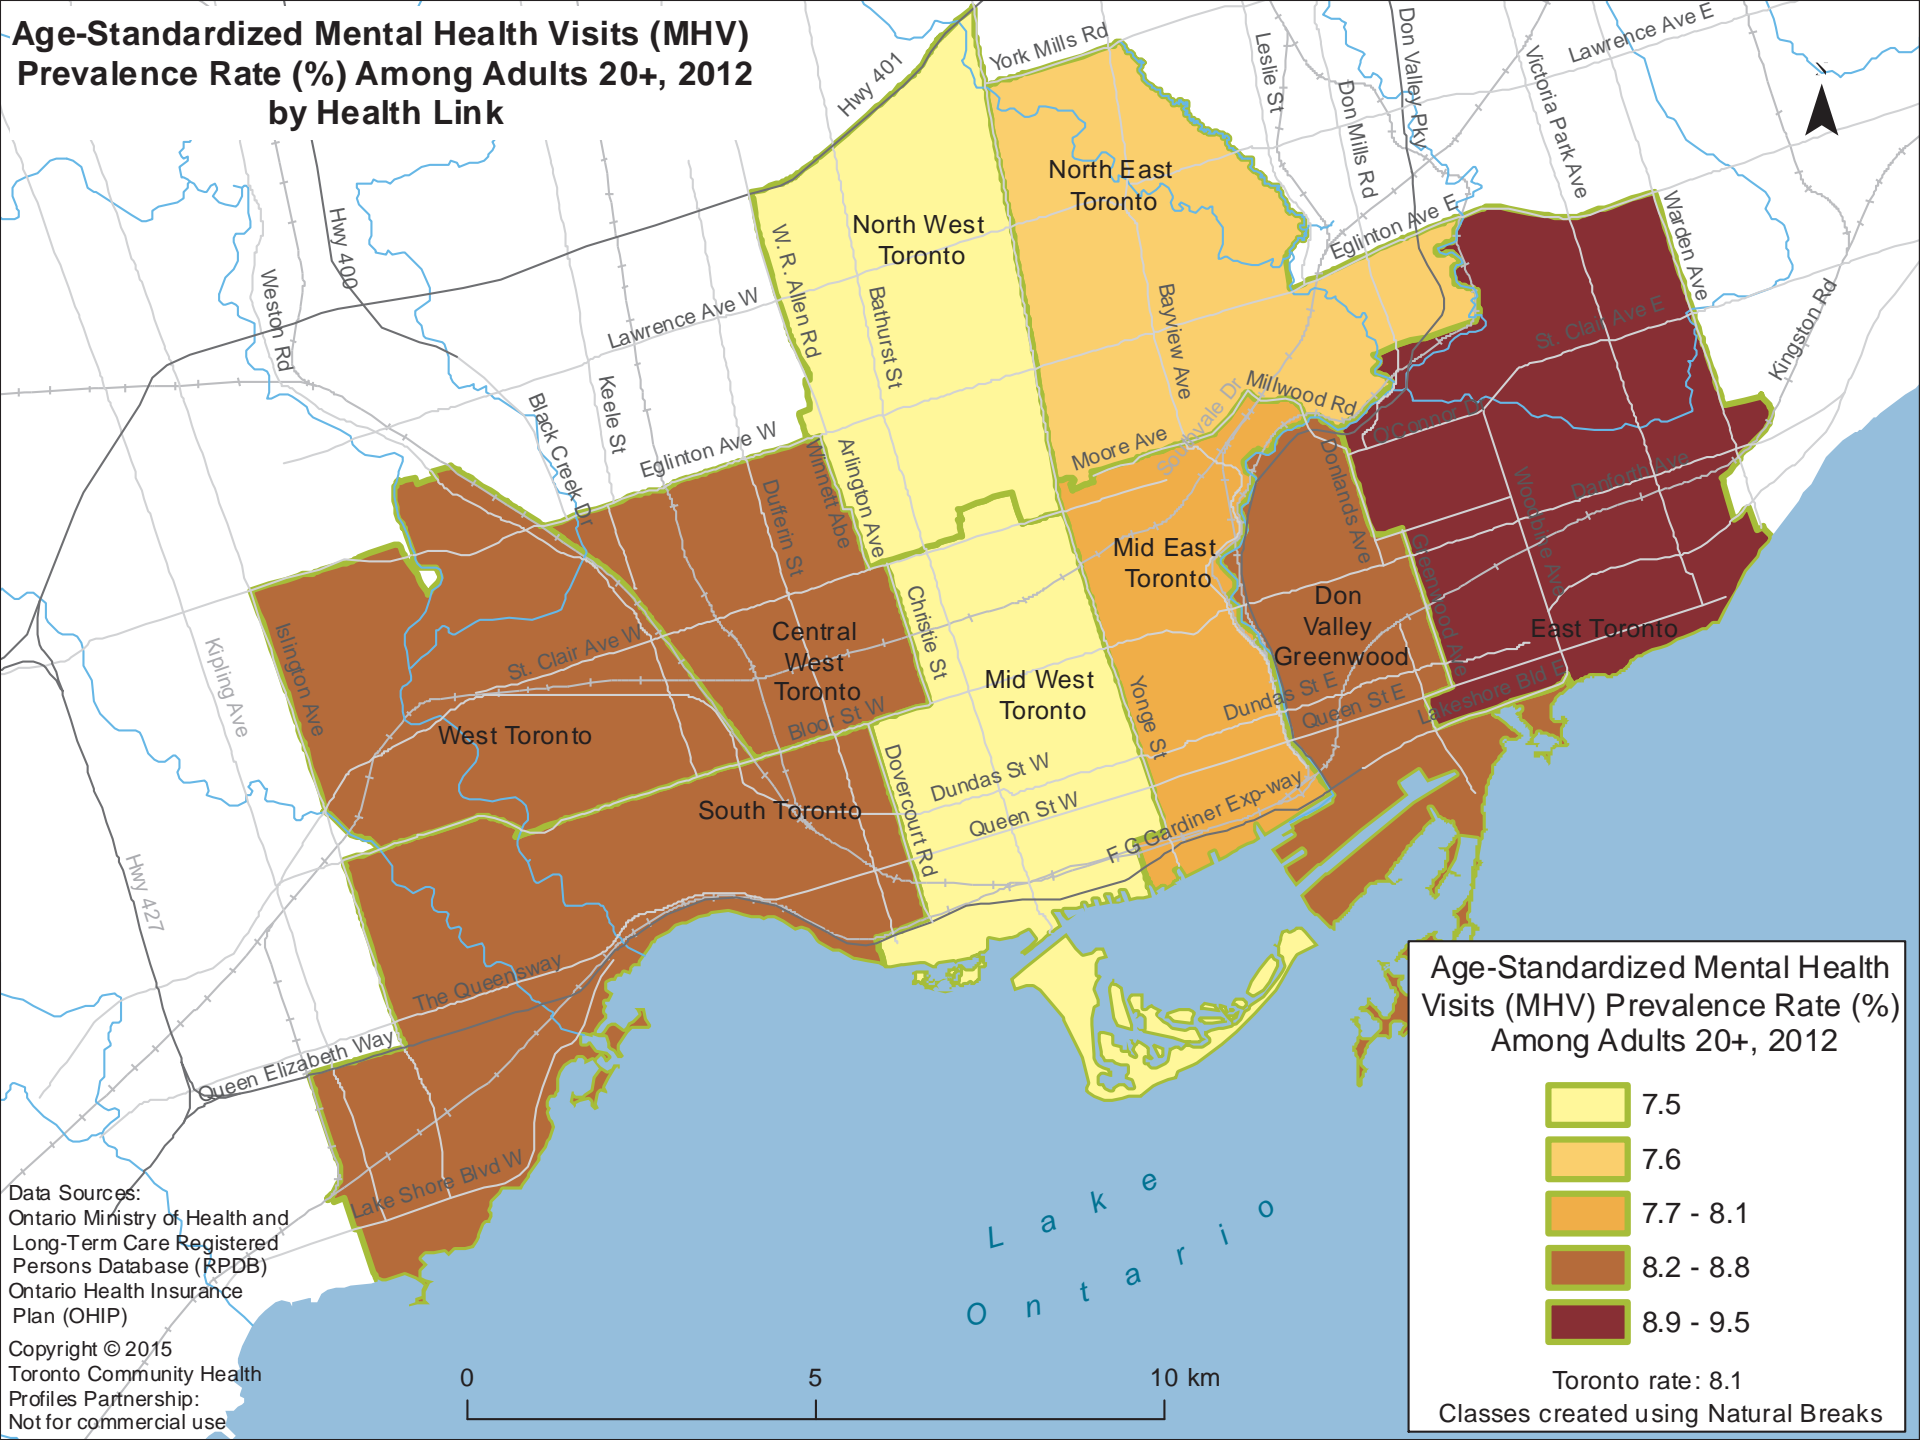 Age-Standardized Mental Health Visits (MHV)
Prevalence Rate (%) Among Adults 20+, 2012
by Health Link
Hwy 401
York Mills Rd
Leslie St
Don Mills Rd
Don Valley Pky
Victoria Park Ave
Lawrence Ave E
North East
Toronto
North West
Toronto
Hwy 400
Weston Rd
W. R. Allen Rd
Bathurst St
Bayview Ave
Eglinton Ave E
Warden Ave
St. Clair Ave E
Kingston Rd
Lawrence Ave W
Keele St
Black Creek Dr
Eglinton Ave W
Winnett Abe
Arlington Ave
Dufferin St
Moore Ave
Southvale Dr
Millwood Rd
O'Connor Dr
Donlands Ave
Danforth Ave
Woodbine Ave
Greenwood Ave
Mid East
Toronto
Don
Valley
Greenwood
East Toronto
Christie St
Central
West
Toronto
St. Clair Ave W
Islington Ave
Kipling Ave
Bloor St W
Mid West
Toronto
Yonge St
Dundas St E
Queen St E
Lakeshore Bld E
West Toronto
South Toronto
Dovercourt Rd
Dundas St W
Queen St W
F G Gardiner Exp-way
Hwy 427
The Queensway
Queen Elizabeth Way
Lake Shore Blvd W
Lake
Ontario
Data Sources:
Ontario Ministry of Health and
Long-Term Care Registered
Persons Database (RPDB)
Ontario Health Insurance
Plan (OHIP)
Copyright © 2015
Toronto Community Health
Profiles Partnership:
Not for commercial use
0 5 10 km
Age-Standardized Mental Health
Visits (MHV) Prevalence Rate (%)
Among Adults 20+, 2012
7.5
7.6
7.7 - 8.1
8.2 - 8.8
8.9 - 9.5
Toronto rate: 8.1
Classes created using Natural Breaks